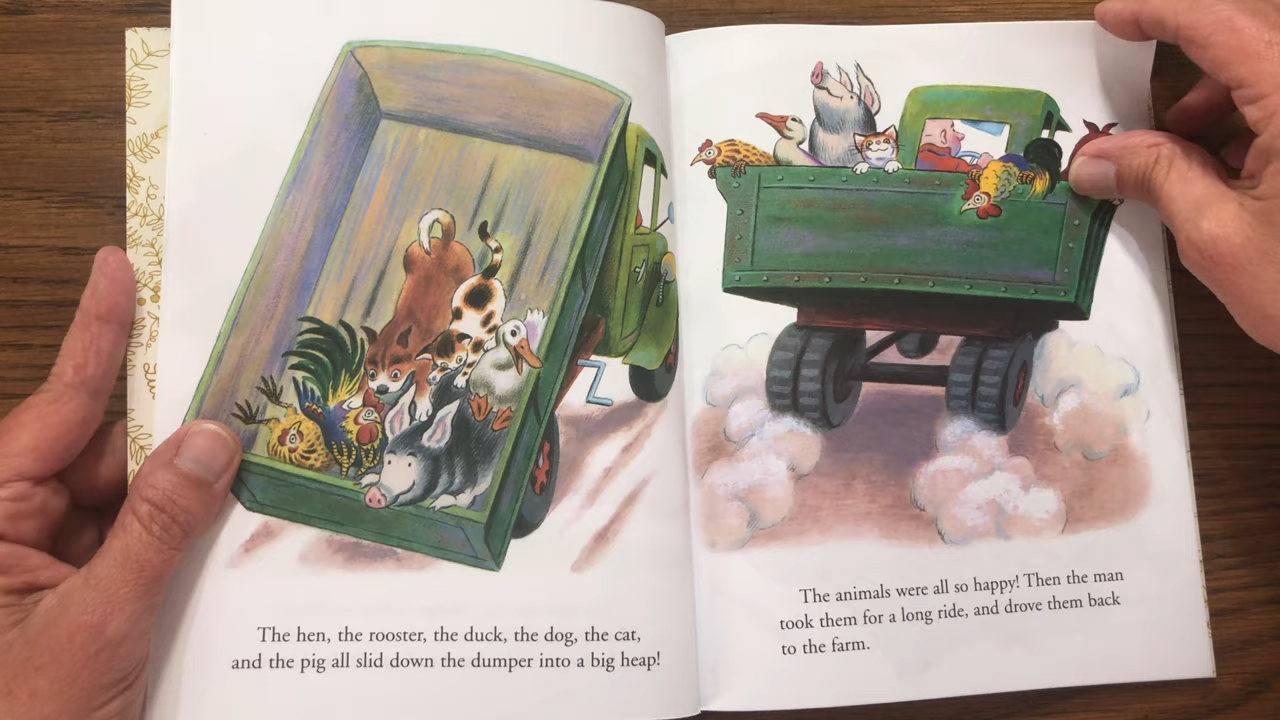 The hen, the rooster, the duck, the dog, the cat,
and the pig all slid down the dumper into a big heap!
The animals were all so happy! Then the man
took them for a long ride, and drove them back
to the farm.